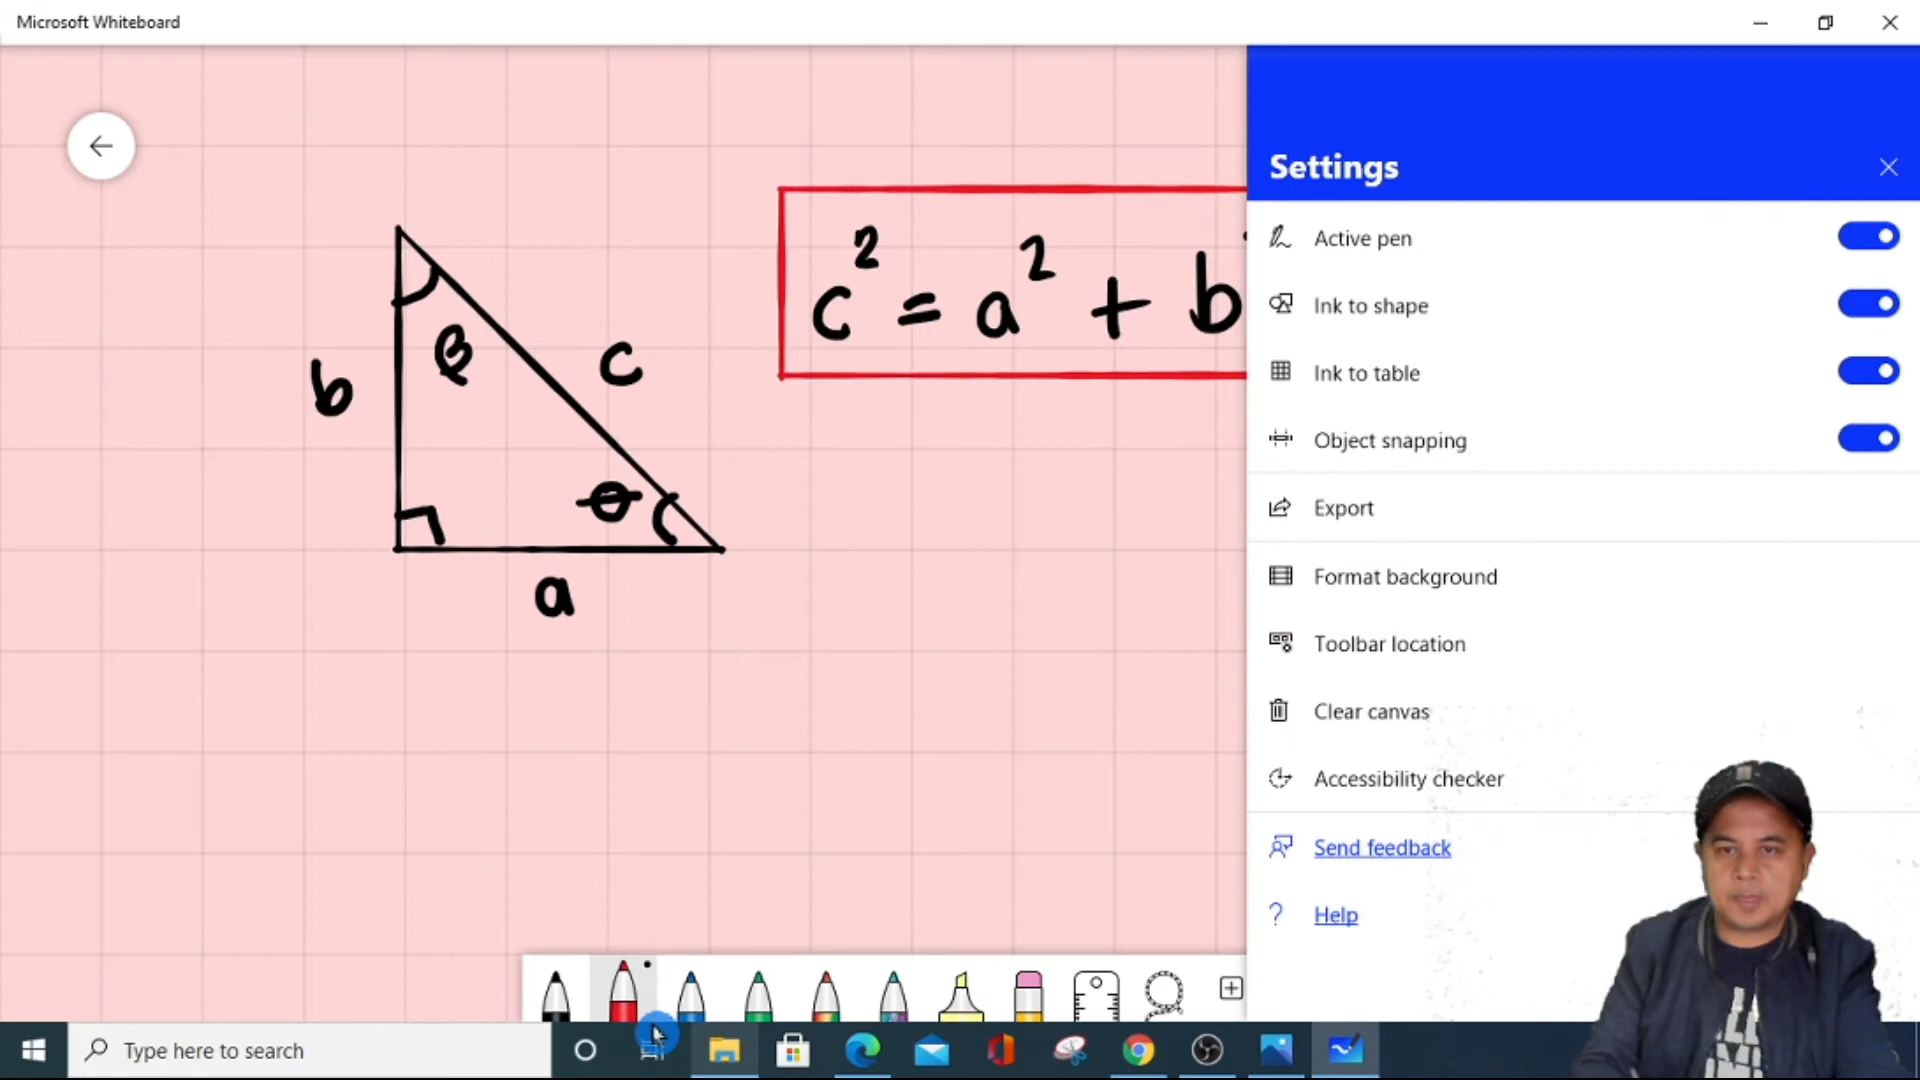 Microsoft Whiteboard
Settings
Active pen
Ink to shape
Ink to table
Object snapping
Export
Format background
Toolbar location
Clear canvas
Accessibility checker
Send feedback
Help
c² = a² + b
b
β
c
θ
a
Type here to search